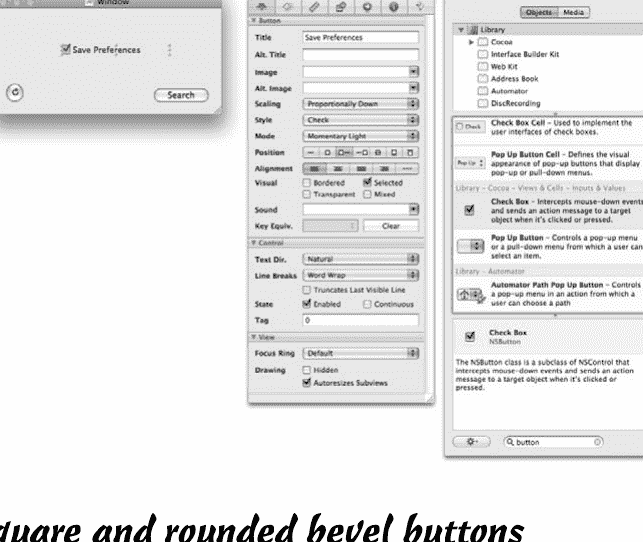 Window
Save Preferences
Search
Button
Title
Save Preferences
Alt. Title
Image
Alt. Image
Scaling
Proportionally Down
Style
Check
Mode
Momentary Light
Position
Alignment
Visual
Bordered
Selected
Transparent
Mixed
Sound
Key Equiv.
Clear
Control
Text Dir.
Natural
Line Breaks
Word Wrap
Truncates Last Visible Line
State
Enabled
Continuous
Tag
0
View
Focus Ring
Default
Drawing
Hidden
Autoresizes Subviews
Objects
Media
Library
Cocoa
Interface Builder Kit
Web Kit
Address Book
Automator
DiscRecording
Check
Check Box Cell – Used to implement the
user interfaces of check boxes.
Pop Up
Pop Up Button Cell – Defines the visual
appearance of pop-up buttons that display
pop-up or pull-down menus.
Library – Cocoa – Views & Cells – Inputs & Values
Check Box – Intercepts mouse-down events
and sends an action message to a target
object when it's clicked or pressed.
Pop Up Button – Controls a pop-up menu
or a pull-down menu from which a user can
select an item.
Library – Automator
Automator Path Pop Up Button – Controls
a pop-up menu in an action from which a
user can choose a path
Check Box
NSButton
The NSButton class is a subclass of NSControl that
intercepts mouse-down events and sends an action
message to a target object when it's clicked or
pressed.
button
quare and rounded bevel buttons